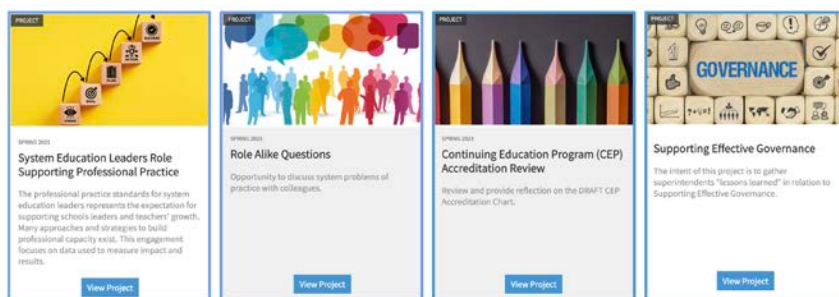 PROJECT
SPRING 2023
System Education Leaders Role
Supporting Professional Practice
The professional practice standards for system
education leaders represents the expectation for
supporting schools leaders and teachers' growth.
Many approaches and strategies to build
professional capacity exist. This engagement
focuses on data used to measure impact and
results.
View Project
PROJECT
SPRING 2023
Role Alike Questions
Opportunity to discuss system problems of
practice with colleagues.
View Project
PROJECT
SPRING 2023
Continuing Education Program (CEP)
Accreditation Review
Review and provide reflection on the DRAFT CEP
Accreditation Chart.
View Project
PROJECT
GOVERNANCE
Supporting Effective Governance
The intent of this project is to gather
superintendents "lessons learned" in relation to
Supporting Effective Governance.
View Project